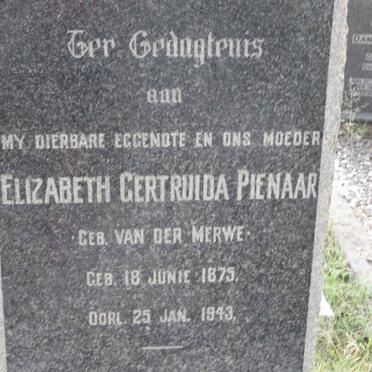 Ter Gedagtenis
aan
MY DIERBARE EGGENOTE EN ONS MOEDER
ELIZABETH GERTRUIDA PIENAAR
GEB. VAN DER MERWE
GEB. 18 JUNIE 1875.
OORL. 25 JAN. 1943.
DAN